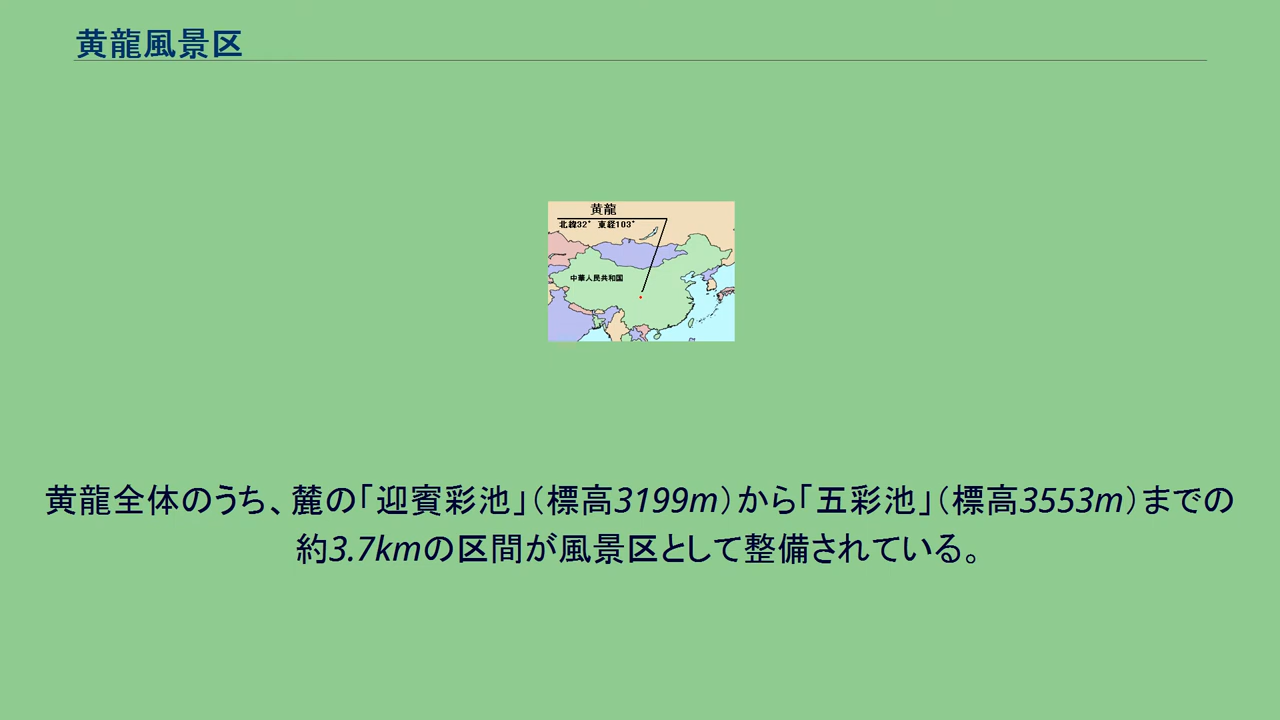 黄龍風景区
黄龍
北緯32° 東経103°
中華人民共和国
黄龍全体のうち、麓の「迎賓彩池」（標高3199m）から「五彩池」（標高3553m）までの
約3.7kmの区間が風景区として整備されている。